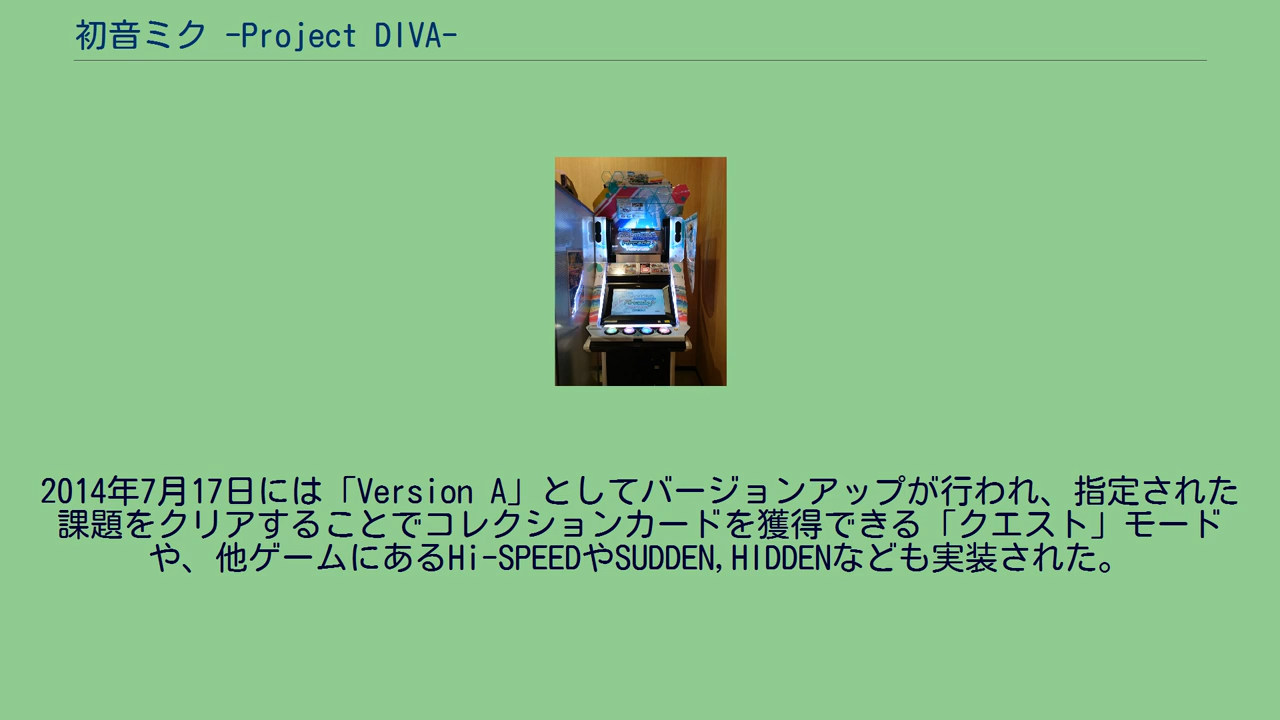 初音ミク -Project DIVA-
2014年7月17日には「Version A」としてバージョンアップが行われ、指定された
課題をクリアすることでコレクションカードを獲得できる「クエスト」モード
や、他ゲームにあるHi-SPEEDやSUDDEN,HIDDENなども実装された。